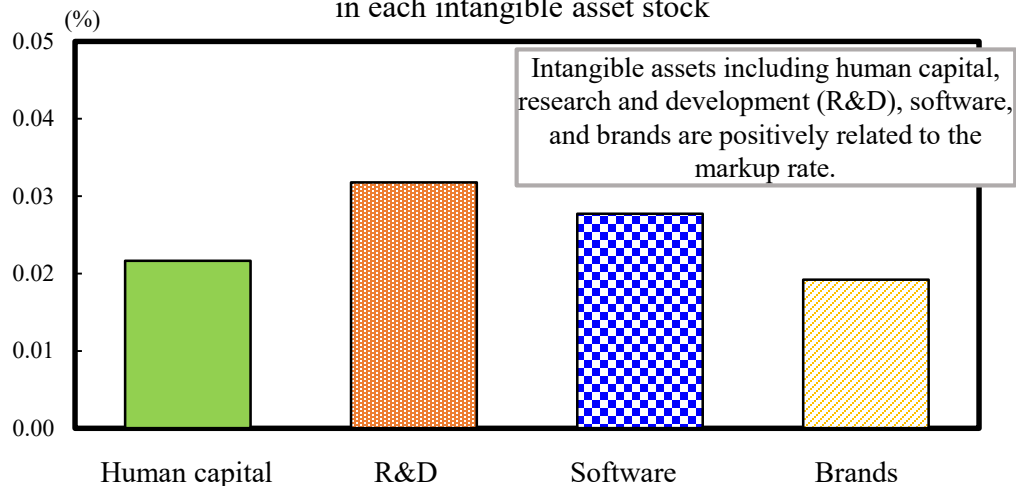 in each intangible asset stock
(%)
0.05
Intangible assets including human capital,
research and development (R&D), software,
and brands are positively related to the
markup rate.
0.04
0.03
0.02
0.01
0.00
Human capital R&D Software Brands